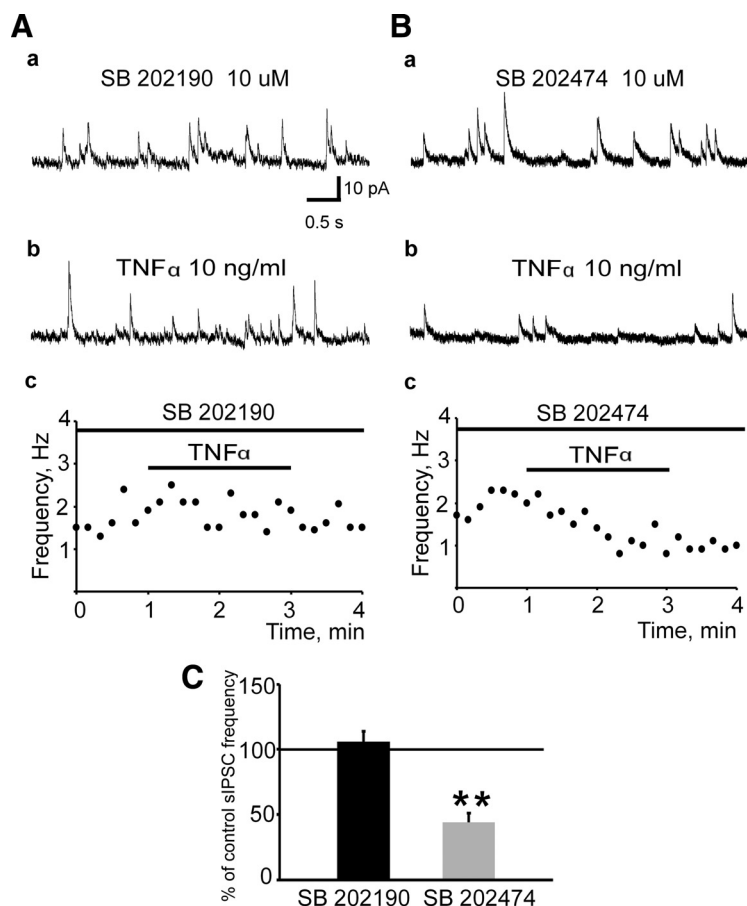 A
a
SB 202190 10 uM
10 pA
0.5 s
b
TNFα 10 ng/ml
c
SB 202190
TNFα
Frequency, Hz
4
3
2
1
0 1 2 3 4
Time, min
B
a
SB 202474 10 uM
b
TNFα 10 ng/ml
c
SB 202474
TNFα
Frequency, Hz
4
3
2
1
0 1 2 3 4
Time, min
C
% of control sIPSC frequency
150
100
50
0
**
SB 202190 SB 202474